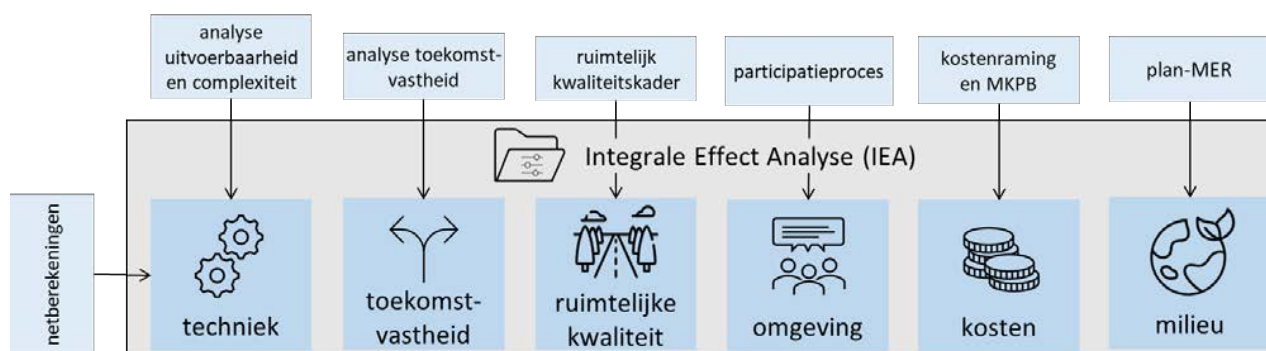 analyse
uitvoerbaarheid
en complexiteit
analyse toekomst-
vastheid
ruimtelijk
kwaliteitskader
participatieproces
kostenraming
en MKPB
plan-MER
Integrale Effect Analyse (IEA)
netberekeningen
techniek
toekomst-
vastheid
ruimtelijke
kwaliteit
omgeving
kosten
milieu